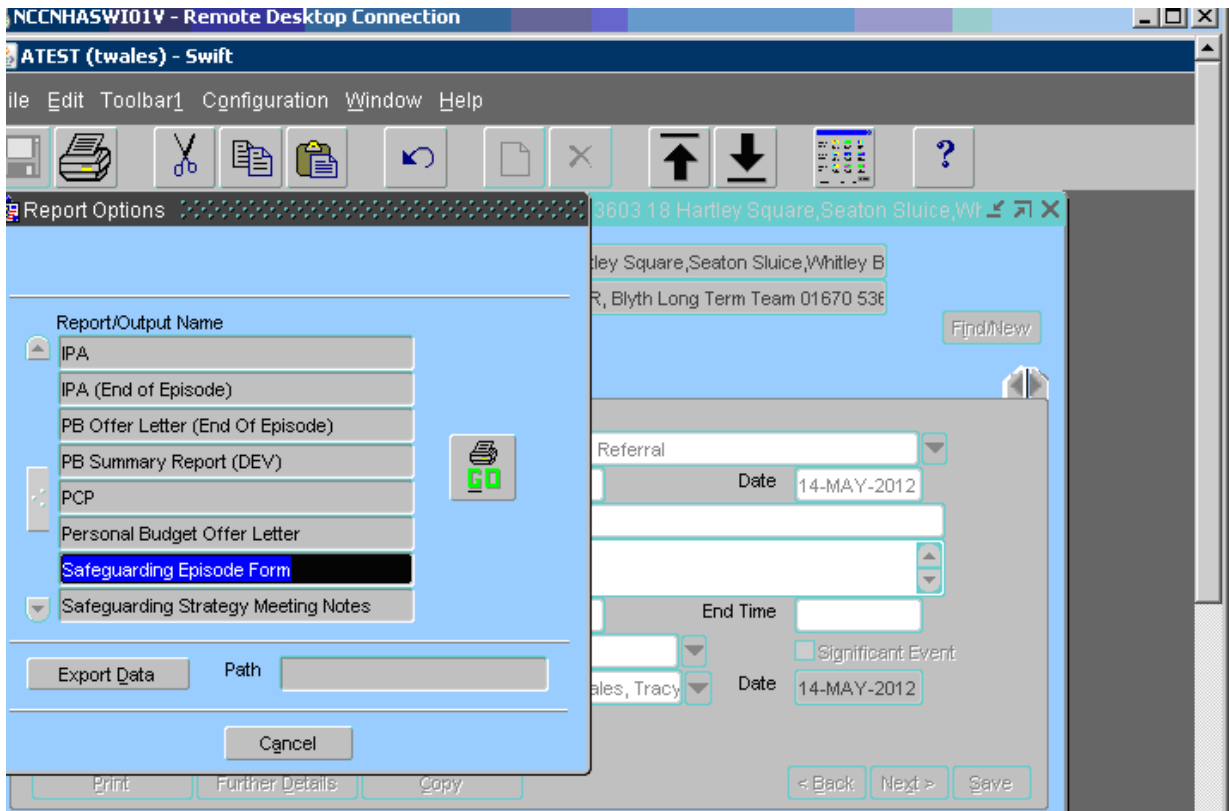 NCCNHASWI01V - Remote Desktop Connection
ATEST (twales) - Swift
ile Edit Toolbar1 Configuration Window Help
?
Report Options
3603 18 Hartley Square,Seaton Sluice,Wh
tley Square,Seaton Sluice,Whitley B
R, Blyth Long Term Team 01670 536
Find/New
Report/Output Name
IPA
IPA (End of Episode)
PB Offer Letter (End Of Episode)
PB Summary Report (DEV)
PCP
Personal Budget Offer Letter
Safeguarding Episode Form
Safeguarding Strategy Meeting Notes
GO
Referral
Date 14-MAY-2012
End Time
Significant Event
ales, Tracy Date 14-MAY-2012
Export Data Path
Cancel
Print Further Details Copy < Back Next > Save